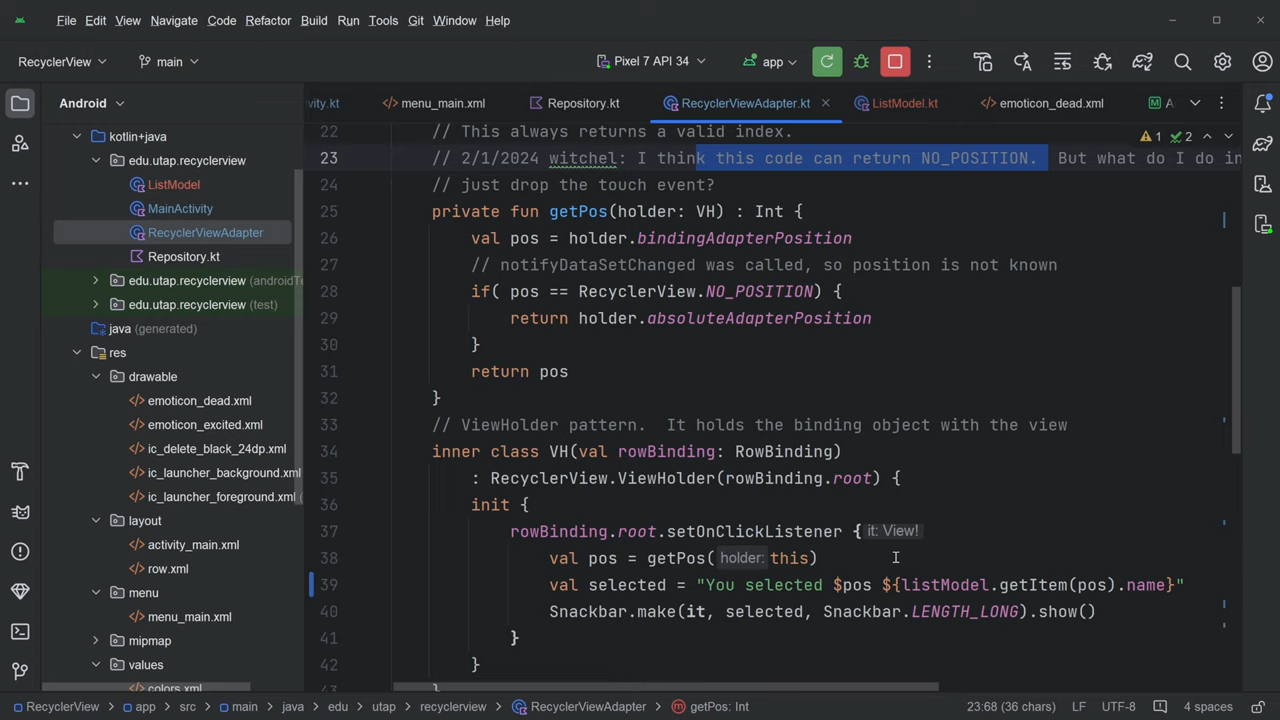 File Edit View Navigate Code Refactor Build Run Tools Git Window Help
RecyclerView main Pixel 7 API 34 app
Android
vity.kt menu_main.xml Repository.kt RecyclerViewAdapter.kt ListModel.kt emoticon_dead.xml A
kotlin+java
edu.utap.recyclerview
ListModel
MainActivity
RecyclerViewAdapter
Repository.kt
edu.utap.recyclerview (androidTe
edu.utap.recyclerview (test)
java (generated)
res
drawable
emoticon_dead.xml
emoticon_excited.xml
ic_delete_black_24dp.xml
ic_launcher_background.xml
ic_launcher_foreground.xml
layout
activity_main.xml
row.xml
menu
menu_main.xml
mipmap
values
colors.xml
1 2
22 // This always returns a valid index.
23 // 2/1/2024 witchel: I think this code can return NO_POSITION.  But what do I do in
24 // just drop the touch event?
25 private fun getPos(holder: VH) : Int {
26 val pos = holder.bindingAdapterPosition
27 // notifyDataSetChanged was called, so position is not known
28 if( pos == RecyclerView.NO_POSITION) {
29 return holder.absoluteAdapterPosition
30 }
31 return pos
32 }
33 // ViewHolder pattern.  It holds the binding object with the view
34 inner class VH(val rowBinding: RowBinding)
35 : RecyclerView.ViewHolder(rowBinding.root) {
36 init {
37 rowBinding.root.setOnClickListener { it: View!
38 val pos = getPos( holder: this)
39 val selected = "You selected $pos ${listModel.getItem(pos).name}"
40 Snackbar.make(it, selected, Snackbar.LENGTH_LONG).show()
41 }
42 }
43 }
RecyclerView app src main java edu utap recyclerview RecyclerViewAdapter getPos: Int 23:68 (36 chars) LF UTF-8 4 spaces